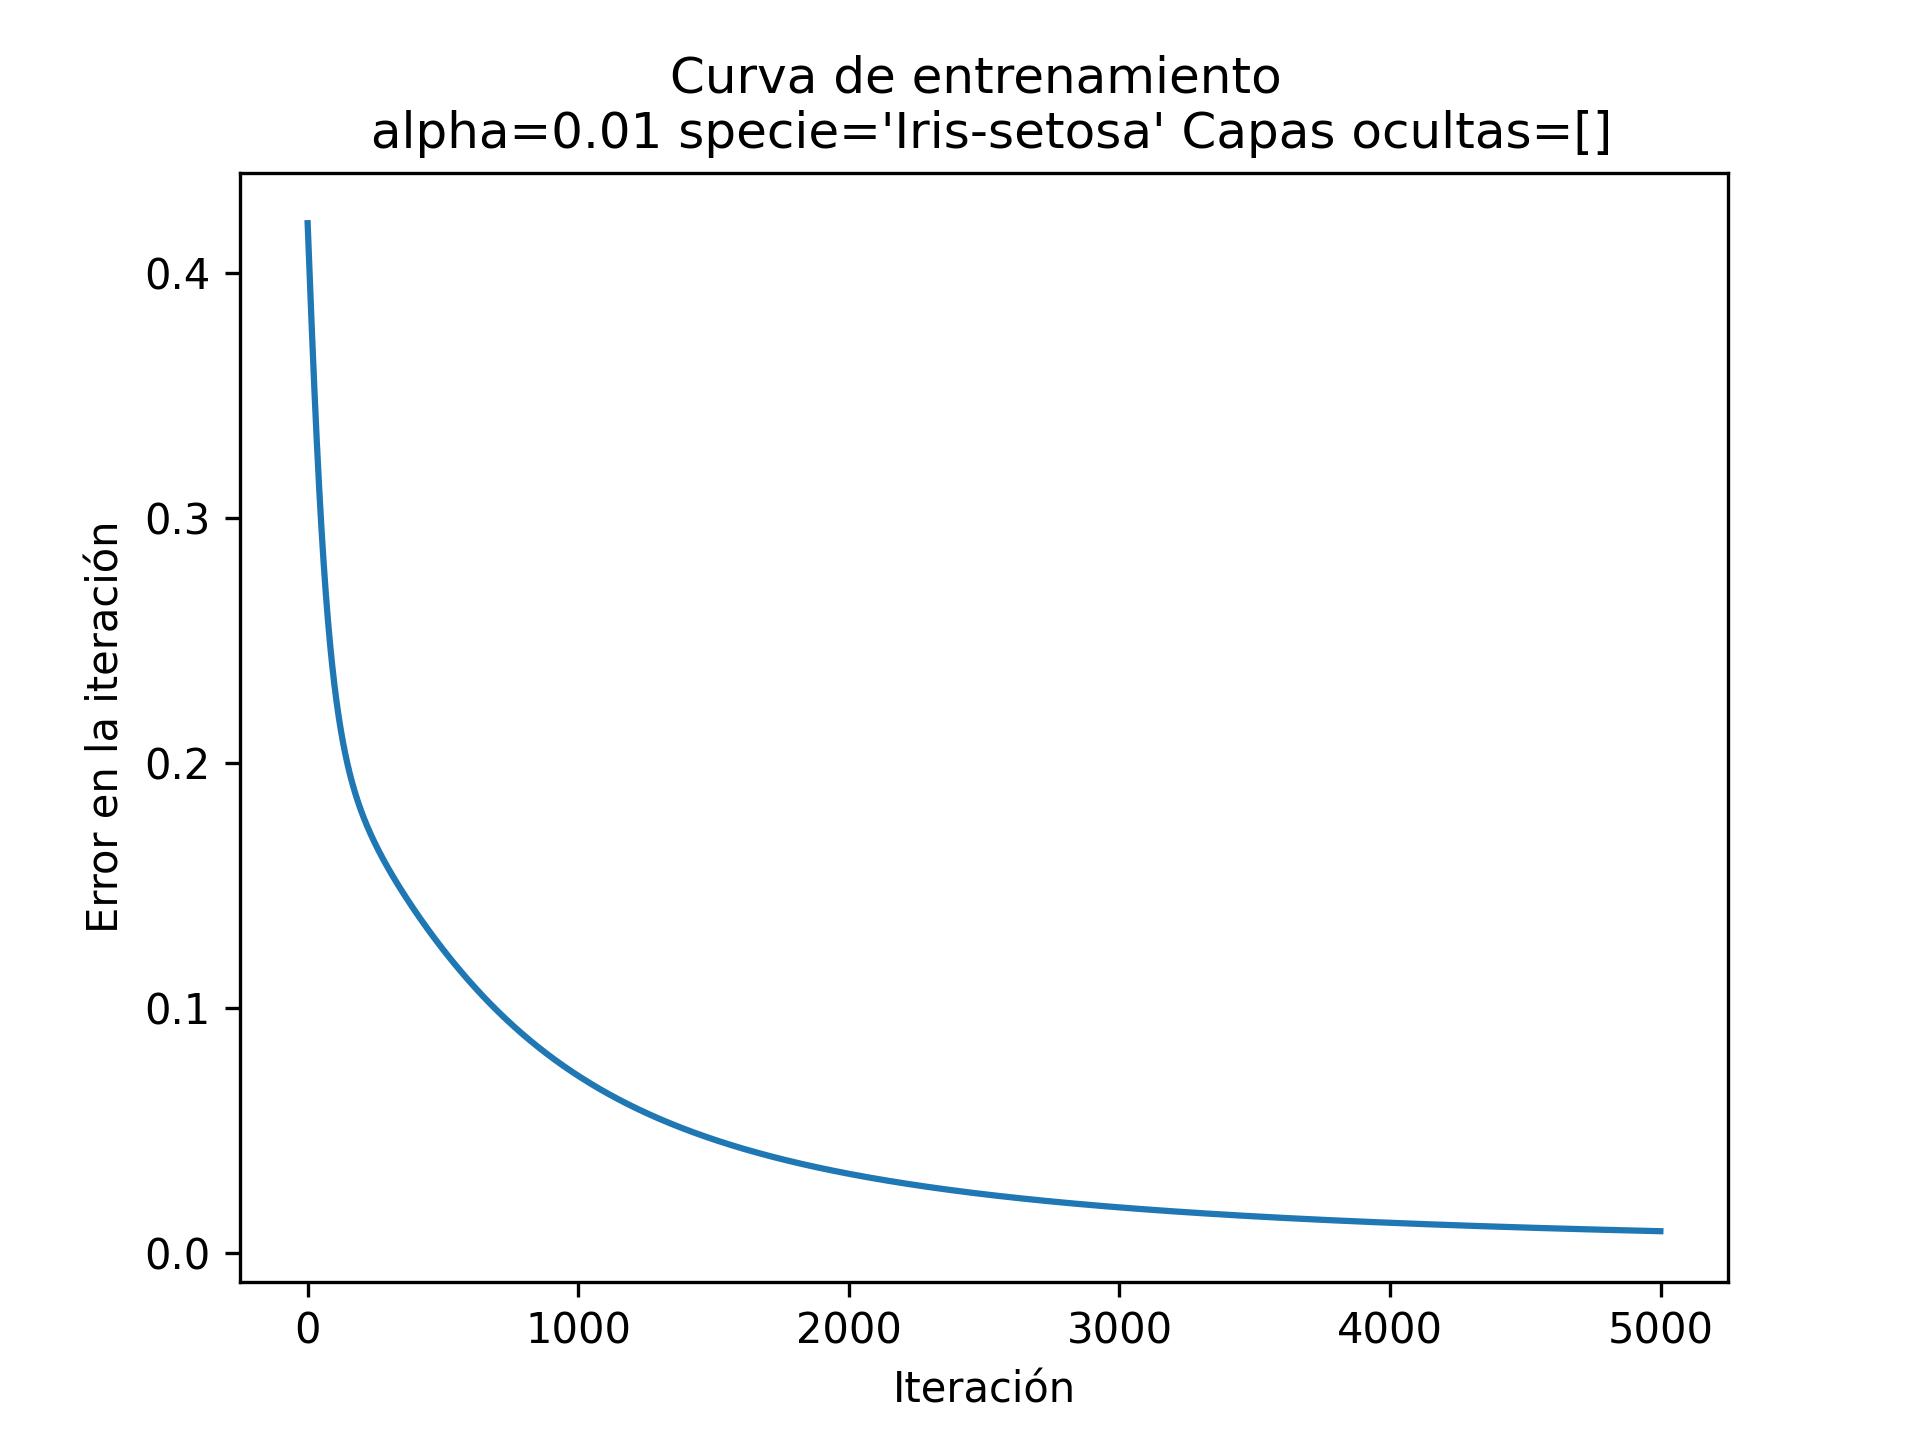 Curva de entrenamiento
alpha=0.01 specie='Iris-setosa' Capas ocultas=[]
0.4
0.3
0.2
0.1
0.0
Error en la iteración
0 1000 2000 3000 4000 5000
Iteración